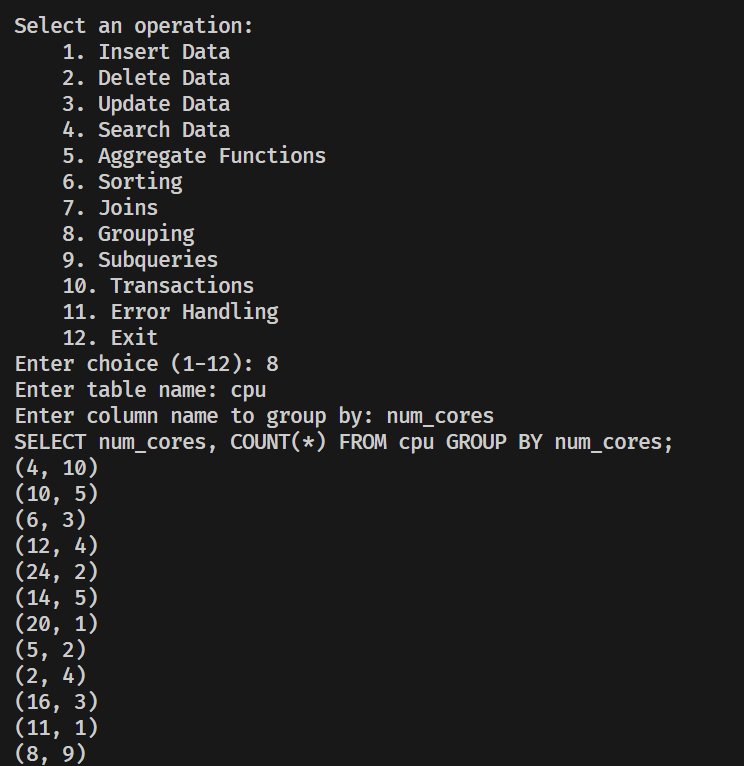 Select an operation:
    1. Insert Data
    2. Delete Data
    3. Update Data
    4. Search Data
    5. Aggregate Functions
    6. Sorting
    7. Joins
    8. Grouping
    9. Subqueries
    10. Transactions
    11. Error Handling
    12. Exit
Enter choice (1-12): 8
Enter table name: cpu
Enter column name to group by: num_cores
SELECT num_cores, COUNT(*) FROM cpu GROUP BY num_cores;
(4, 10)
(10, 5)
(6, 3)
(12, 4)
(24, 2)
(14, 5)
(20, 1)
(5, 2)
(2, 4)
(16, 3)
(11, 1)
(8, 9)